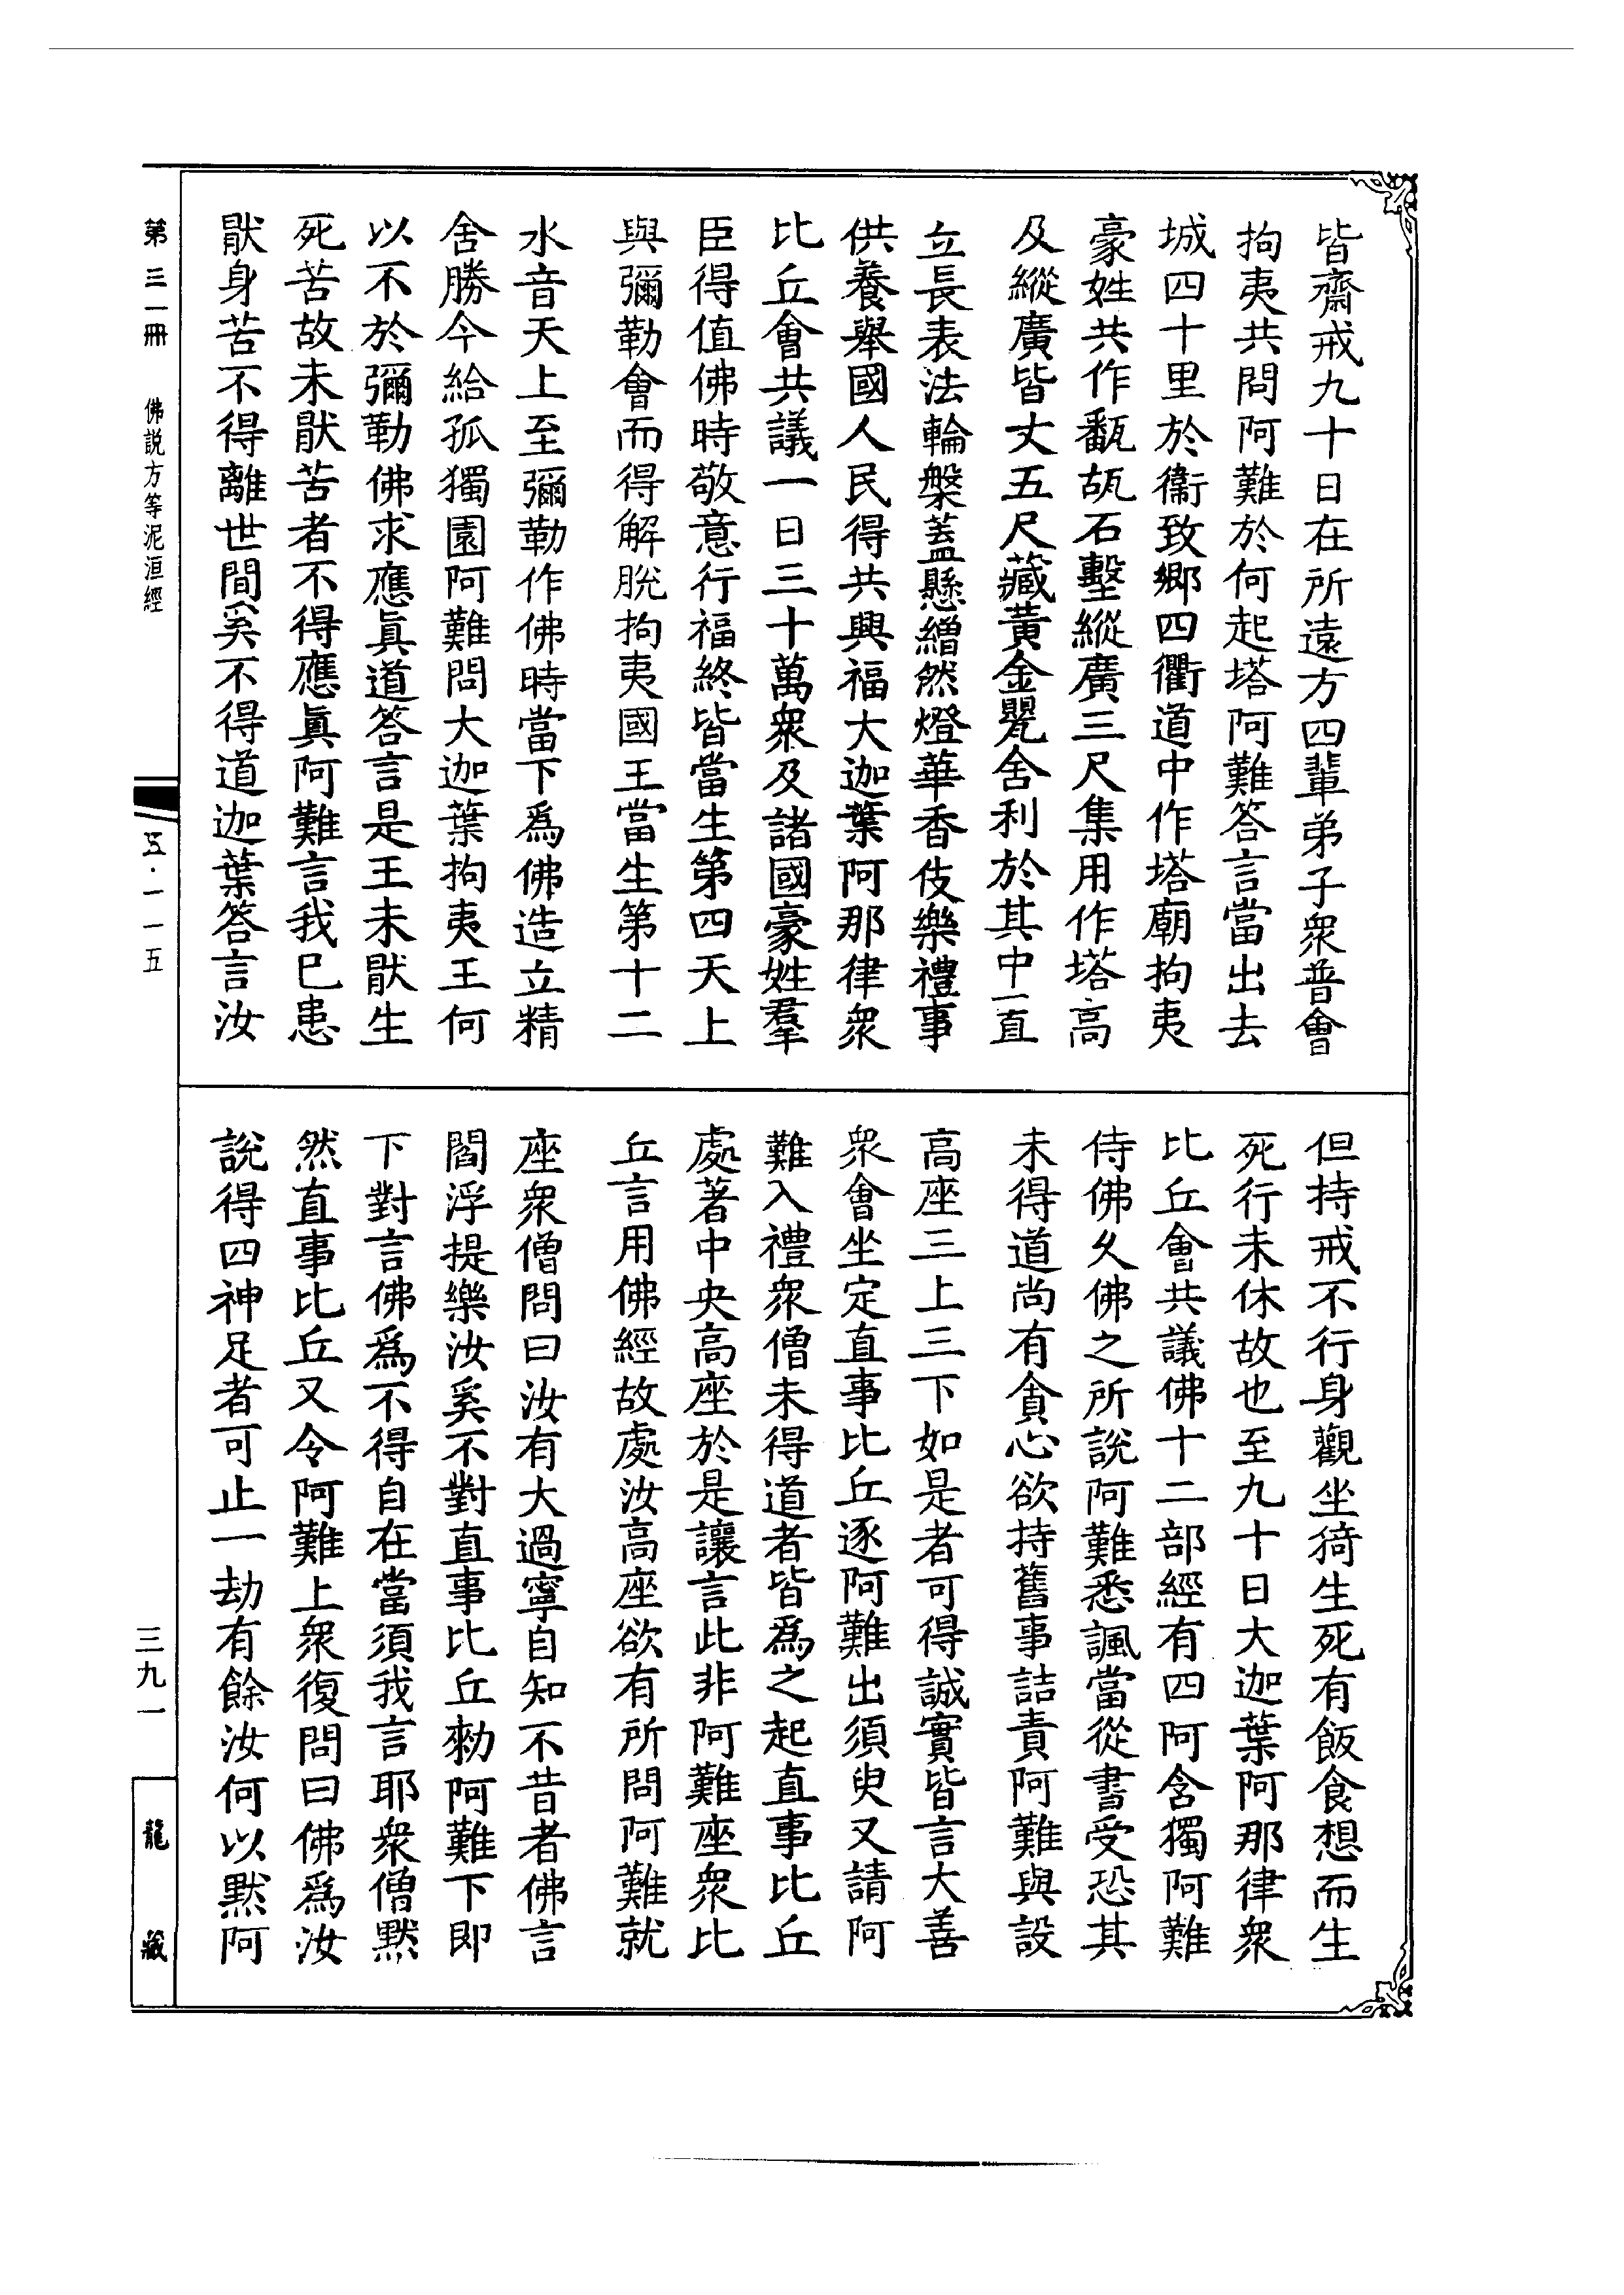 皆齋戒九十日在所遠方四輩弟子衆普會
拘夷共問阿難於何起塔阿難答言當出去
城四十里於衞致鄉四衢道中作塔廟拘夷
豪姓共作甎瓳石墼縱廣三尺集用作塔高
及縱廣皆丈五尺藏黃金甖舍利於其中直
立長表法輪槃蓋懸繒然燈華香伎樂禮事
供養舉國人民得共興福大迦葉阿那律衆
比丘會共議一日三十萬衆及諸國豪姓羣
臣得值佛時敬意行福終皆當生第四天上
與彌勒會而得解脫拘夷國王當生第十二
水音天上至彌勒作佛時當下爲佛造立精
舍勝今給孤獨園阿難問大迦葉拘夷王何
以不於彌勒佛求應眞道答言是王未猒生
死苦故未猒苦者不得應眞阿難言我巳患
猒身苦不得離世間奚不得道迦葉答言汝
但持戒不行身觀坐猗生死有飯食想而生
死行未休故也至九十日大迦葉阿那律衆
比丘會共議佛十二部經有四阿含獨阿難
侍佛久佛之所說阿難悉諷當從書受恐其
未得道尚有貪心欲持舊事詰責阿難與設
高座三上三下如是者可得誠實皆言大善
衆會坐定直事比丘逐阿難出須臾又請阿
難入禮衆僧未得道者皆爲之起直事比丘
處著中央高座於是讓言此非阿難座衆比
丘言用佛經故處汝高座欲有所問阿難就
座衆僧問曰汝有大過寧自知不昔者佛言
閻浮提樂汝奚不對直事比丘勑阿難下即
下對言佛爲不得自在當須我言耶衆僧黙
然直事比丘又令阿難上衆復問曰佛爲汝
說得四神足者可止一劫有餘汝何以黙阿
第三一冊　佛説方等泥洹經
五·一一五
三九一
龍藏